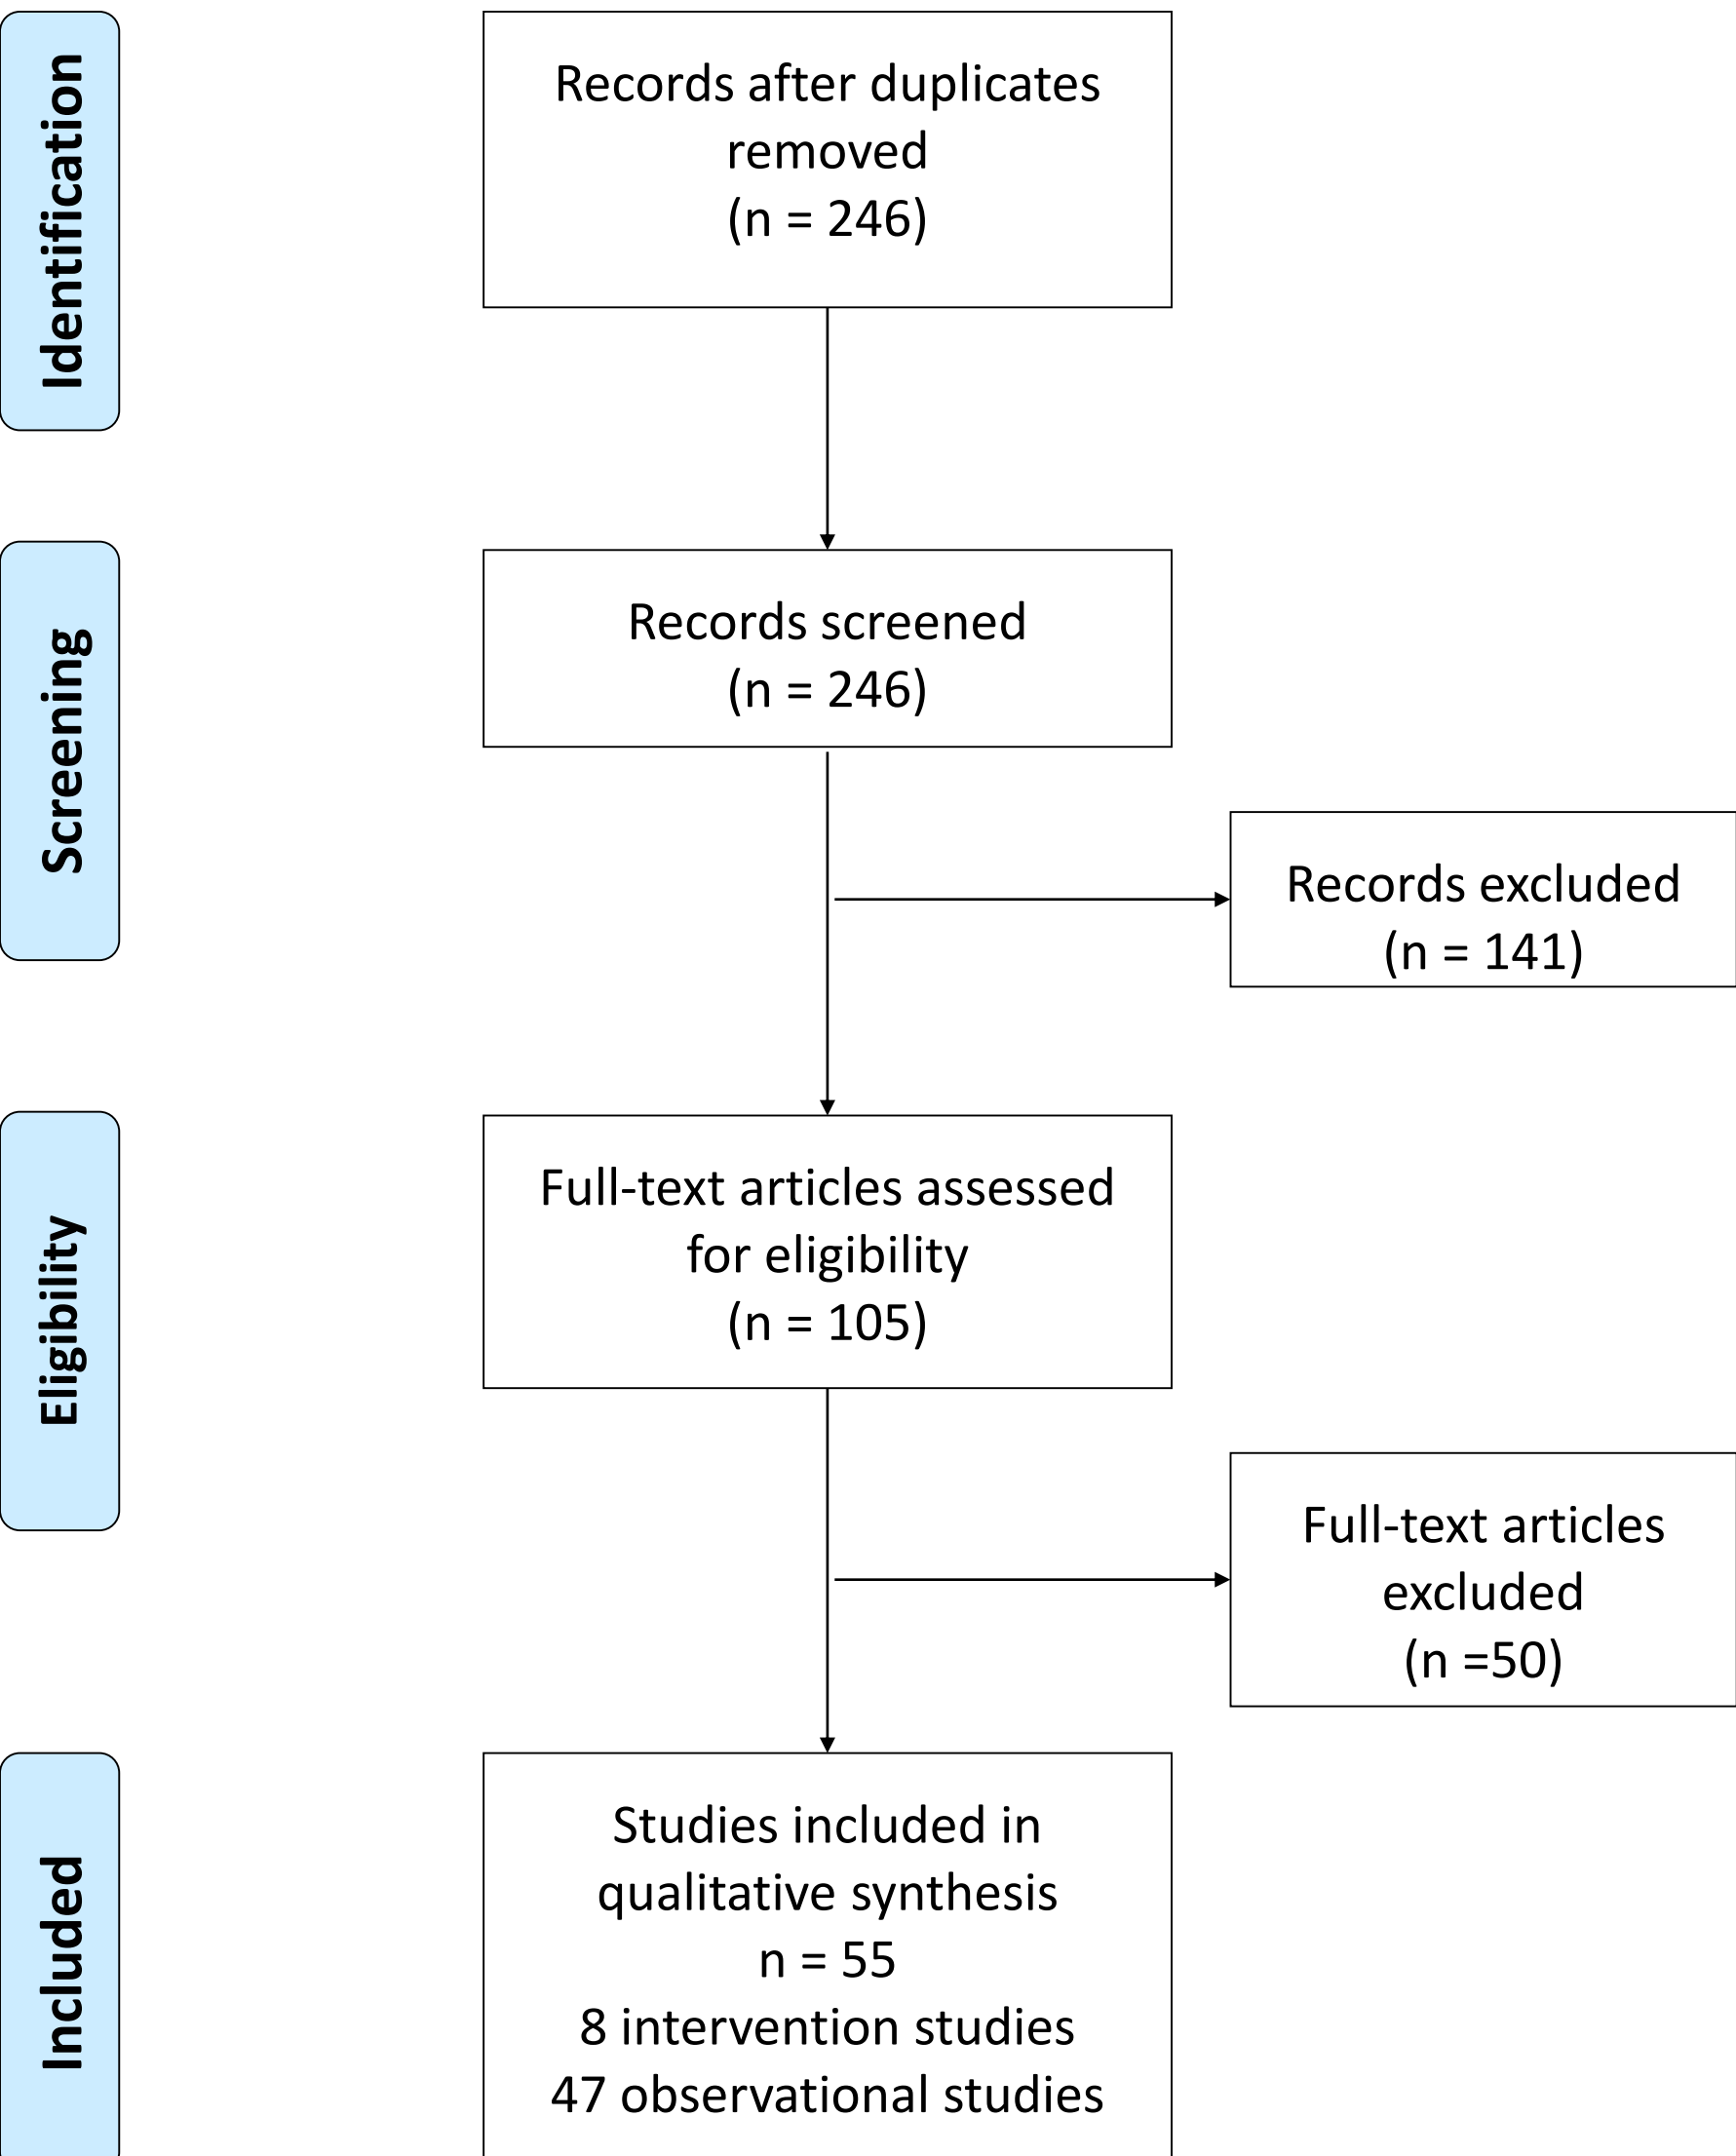 Identification
Records after duplicates
removed
(n = 246)
Screening
Records screened
(n = 246)
Records excluded
(n = 141)
Eligibility
Full-text articles assessed
for eligibility
(n = 105)
Full-text articles
excluded
(n =50)
Included
Studies included in
qualitative synthesis
n = 55
8 intervention studies
47 observational studies